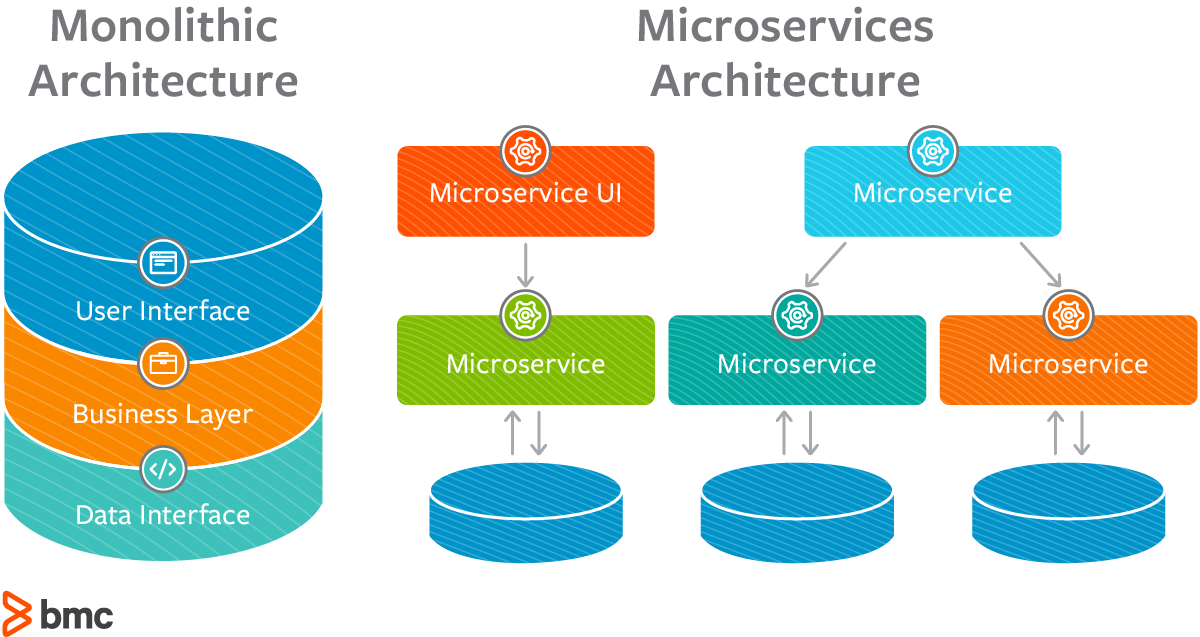 Monolithic
Architecture
Microservices
Architecture
User Interface
Business Layer
Data Interface
Microservice UI
Microservice
Microservice
Microservice
Microservice
bmc